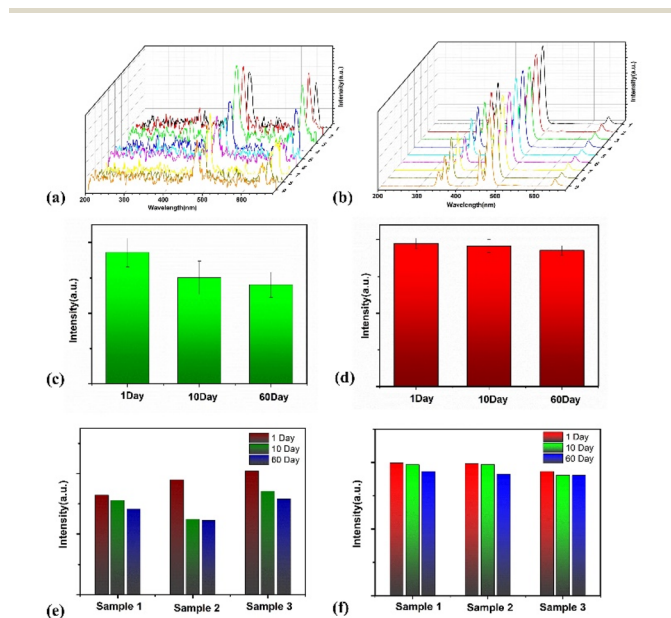 (a)
Intensity(a.u.)
200 300 400 500 600
Wavelength(nm)
(b)
Intensity(a.u.)
200 300 400 500 600
Wavelength(nm)
(c)
Intensity(a.u.)
1Day 10Day 60Day
(d)
Intensity(a.u.)
1Day 10Day 60Day
(e)
Intensity(a.u.)
1 Day
10 Day
60 Day
Sample 1 Sample 2 Sample 3
(f)
Intensity(a.u.)
1 Day
10 Day
60 Day
Sample 1 Sample 2 Sample 3